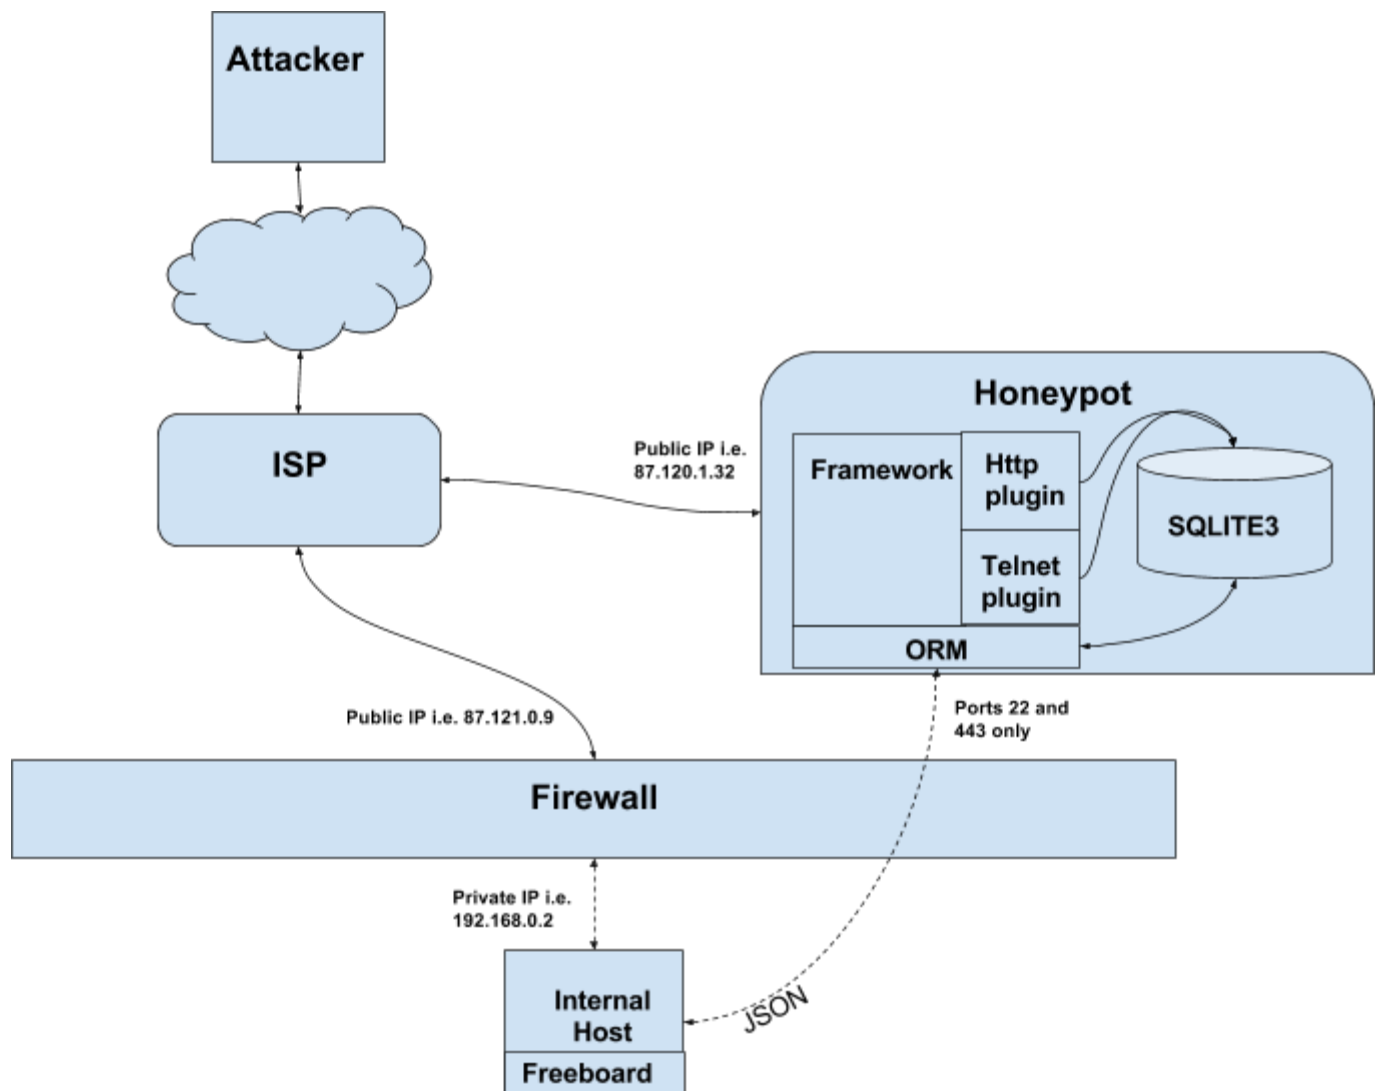 Attacker
ISP
Public IP i.e.
87.120.1.32
Honeypot
Framework
Http
plugin
SQLITE3
Telnet
plugin
ORM
Ports 22 and
443 only
Public IP i.e. 87.121.0.9
Firewall
Private IP i.e.
192.168.0.2
Internal
Host
JSON
Freeboard